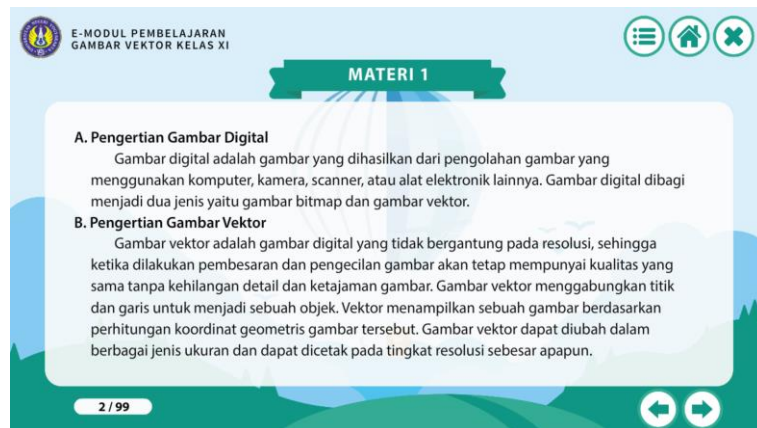 E-MODUL PEMBELAJARAN
GAMBAR VEKTOR KELAS XI
MATERI 1
A. Pengertian Gambar Digital
Gambar digital adalah gambar yang dihasilkan dari pengolahan gambar yang
menggunakan komputer, kamera, scanner, atau alat elektronik lainnya. Gambar digital dibagi
menjadi dua jenis yaitu gambar bitmap dan gambar vektor.
B. Pengertian Gambar Vektor
Gambar vektor adalah gambar digital yang tidak bergantung pada resolusi, sehingga
ketika dilakukan pembesaran dan pengecilan gambar akan tetap mempunyai kualitas yang
sama tanpa kehilangan detail dan ketajaman gambar. Gambar vektor menggabungkan titik
dan garis untuk menjadi sebuah objek. Vektor menampilkan sebuah gambar berdasarkan
perhitungan koordinat geometris gambar tersebut. Gambar vektor dapat diubah dalam
berbagai jenis ukuran dan dapat dicetak pada tingkat resolusi sebesar apapun.
2 / 99